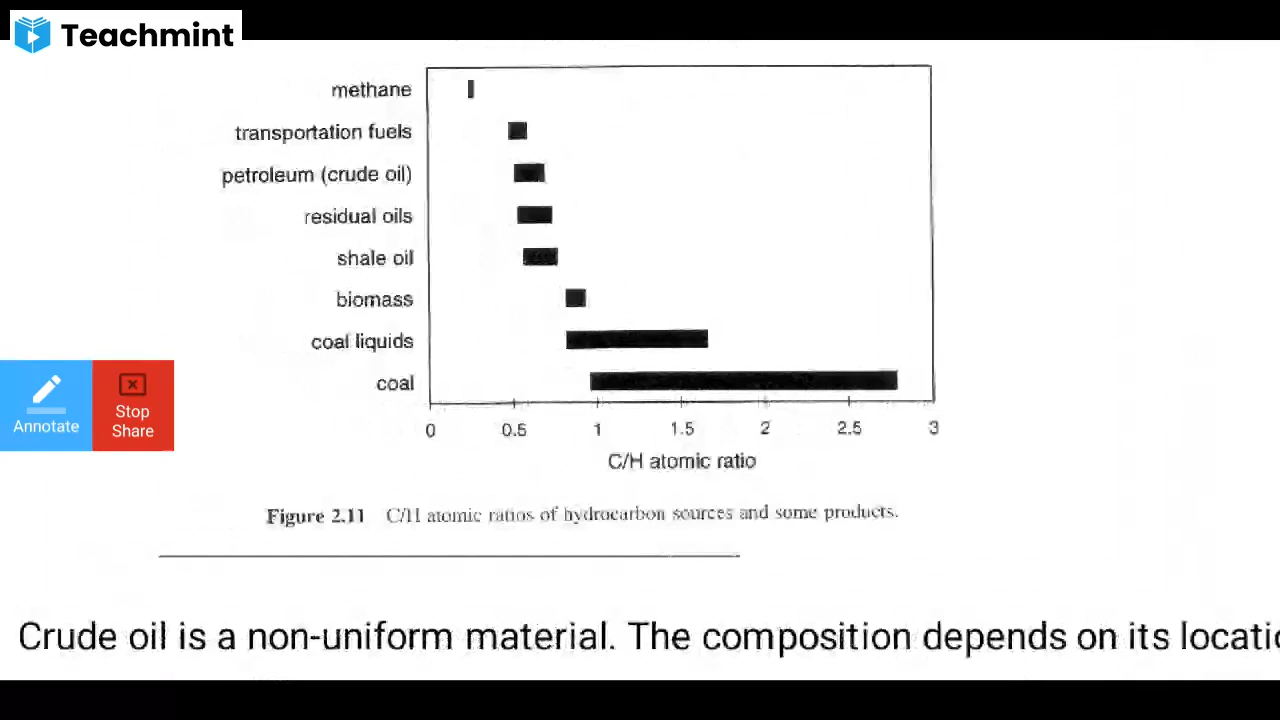 Teachmint
methane
transportation fuels
petroleum (crude oil)
residual oils
shale oil
biomass
coal liquids
coal
0 0.5 1 1.5 2 2.5 3
C/H atomic ratio
Annotate
Stop
Share
Figure 2.11 C/H atomic ratios of hydrocarbon sources and some products.
Crude oil is a non-uniform material. The composition depends on its locati